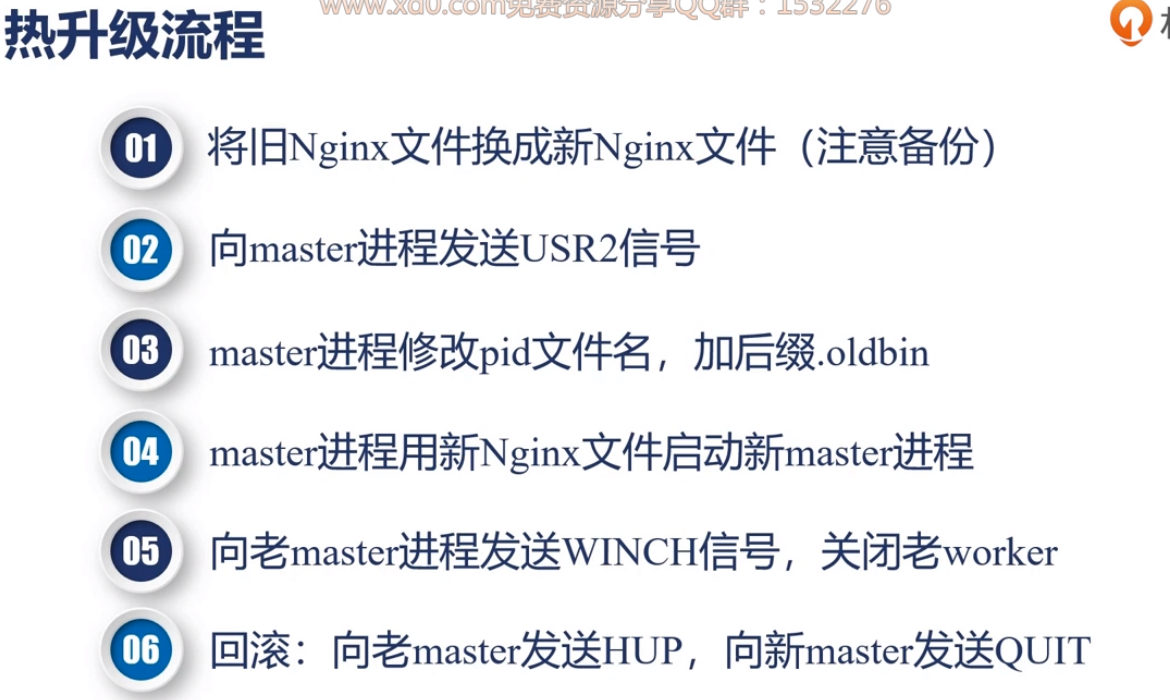 www.xd0.com免费资源分享QQ群：1532276
热升级流程
01 将旧Nginx文件换成新Nginx文件（注意备份）
02 向master进程发送USR2信号
03 master进程修改pid文件名，加后缀.oldbin
04 master进程用新Nginx文件启动新master进程
05 向老master进程发送WINCH信号，关闭老worker
06 回滚：向老master发送HUP，向新master发送QUIT